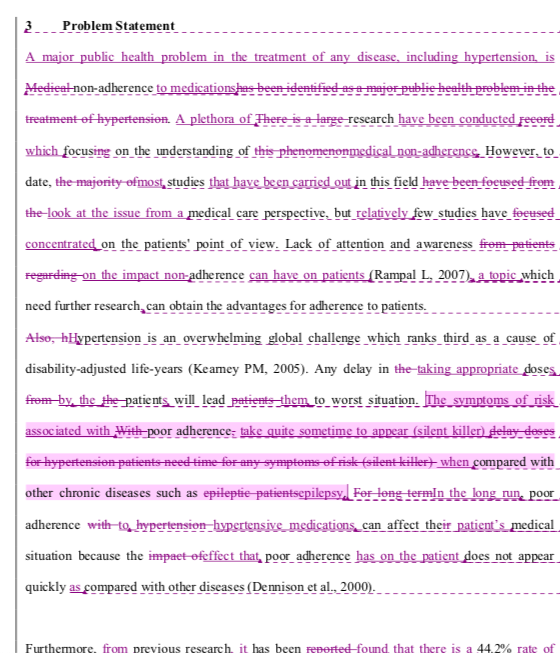 3 Problem Statement
A major public health problem in the treatment of any disease, including hypertension, is
Medical non-adherence to medicationshas been identified as a major public health problem in the
treatment of hypertension. A plethora of There is a large research have been conducted record
which focusing on the understanding of this phenomenonmedical non-adherence. However, to
date, the majority ofmost studies that have been carried out in this field have been focused from
the look at the issue from a medical care perspective, but relatively few studies have focused
concentrated on the patients' point of view. Lack of attention and awareness from patients
regarding on the impact non-adherence can have on patients (Rampal L, 2007), a topic which
need further research, can obtain the advantages for adherence to patients.
Also, hHypertension is an overwhelming global challenge which ranks third as a cause of
disability-adjusted life-years (Kearney PM, 2005). Any delay in the taking appropriate doses
from by the the patients will lead patients them to worst situation. The symptoms of risk
associated with With poor adherence, take quite sometime to appear (silent killer) delay doses
for hypertension patients need time for any symptoms of risk (silent killer) when compared with
other chronic diseases such as epileptic patientsepilepsy. For long termIn the long run, poor
adherence with to hypertension hypertensive medications can affect their patient's medical
situation because the impact ofeffect that poor adherence has on the patient does not appear
quickly as compared with other diseases (Dennison et al., 2000).
Furthermore, from previous research, it has been reported found that there is a 44.2% rate of